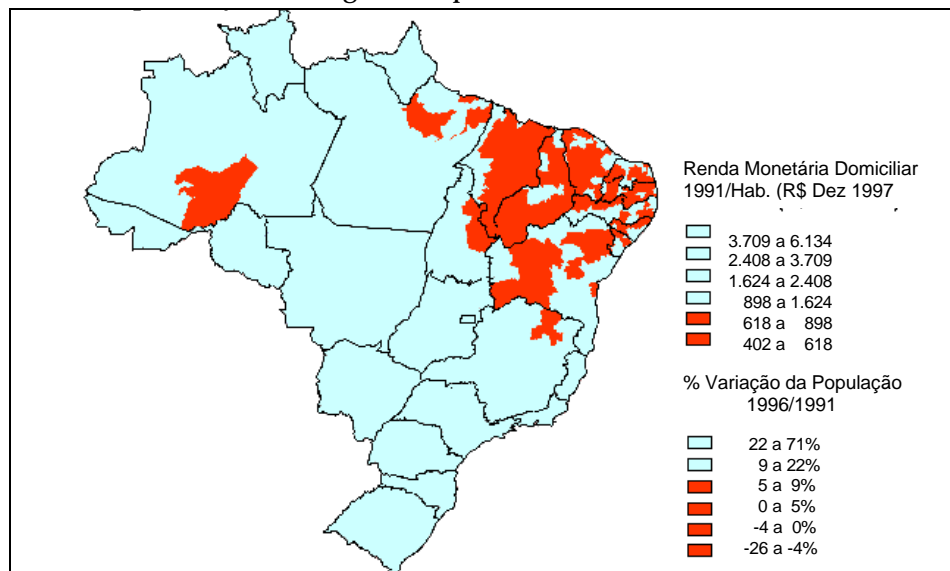 Renda Monetária Domiciliar
1991/Hab. (R$ Dez 1997
3.709 a 6.134
2.408 a 3.709
1.624 a 2.408
898 a 1.624
618 a 898
402 a 618
% Variação da População
1996/1991
22 a 71%
9 a 22%
5 a 9%
0 a 5%
-4 a 0%
-26 a -4%